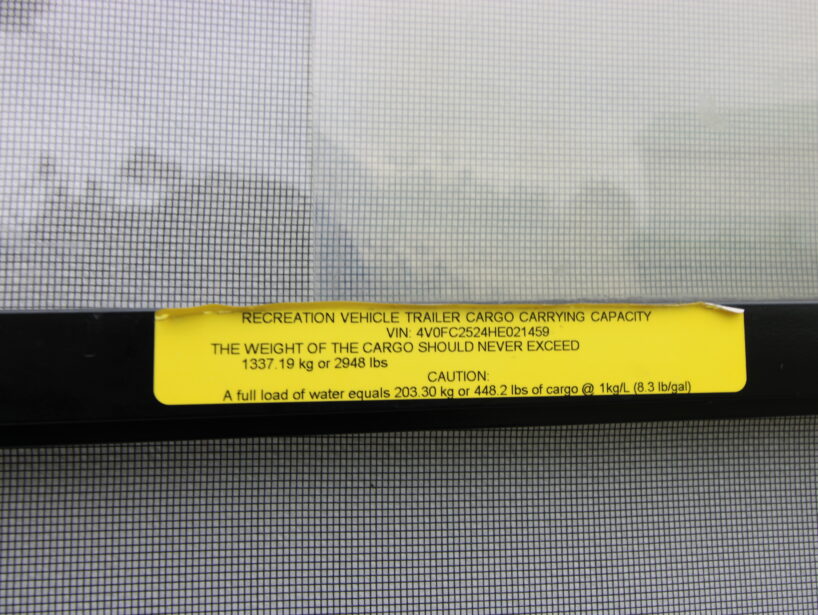 RECREATION VEHICLE TRAILER CARGO CARRYING CAPACITY
VIN: 4V0FC2524HE021459
THE WEIGHT OF THE CARGO SHOULD NEVER EXCEED
1337.19 kg or 2948 lbs
CAUTION:
A full load of water equals 203.30 kg or 448.2 lbs of cargo @ 1kg/L (8.3 lb/gal)